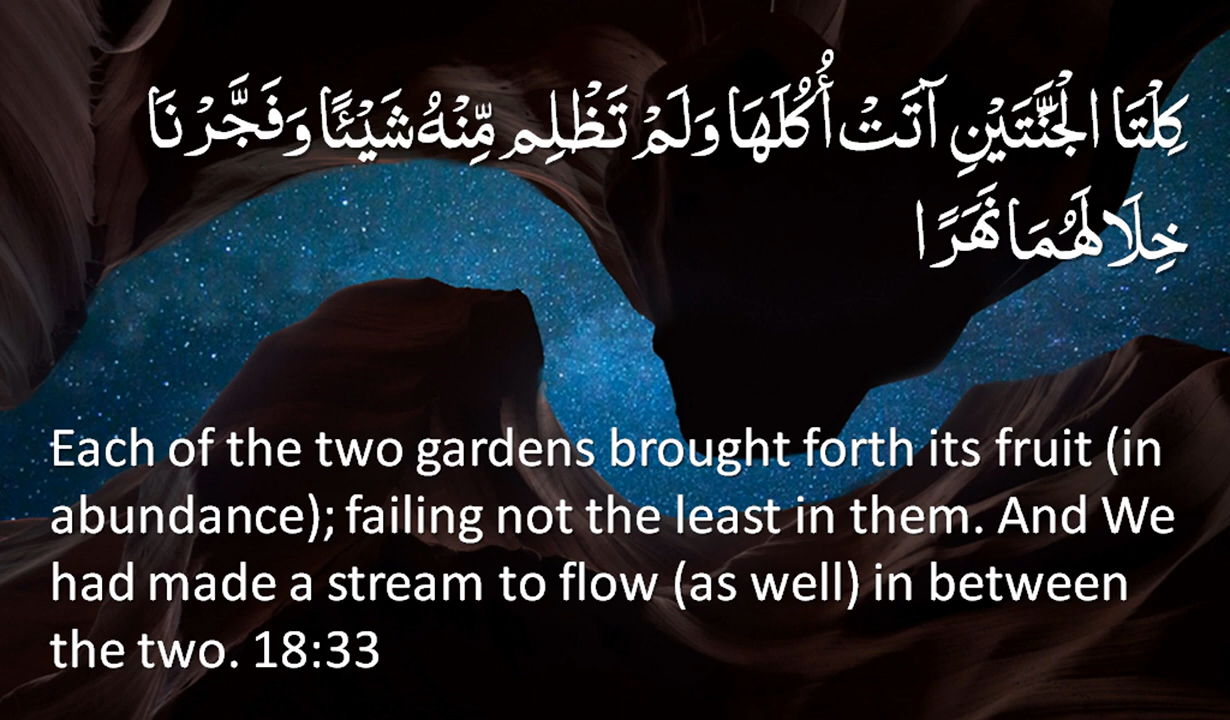 كِلْتَا الْجَنَّتَيْنِ آتَتْ أُكُلَهَا وَلَمْ تَظْلِم مِّنْهُ شَيْئًا وَفَجَّرْنَا
خِلَالَهُمَا نَهَرًا
Each of the two gardens brought forth its fruit (in
abundance); failing not the least in them. And We
had made a stream to flow (as well) in between
the two. 18:33